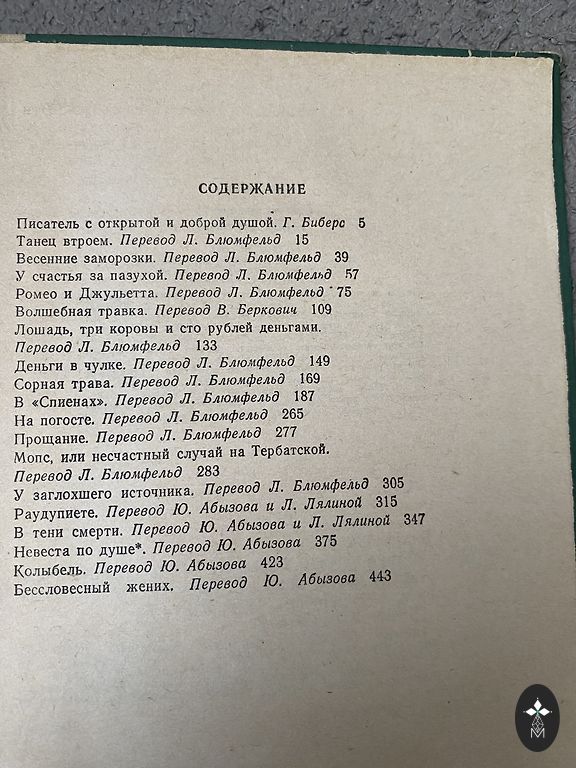 СОДЕРЖАНИЕ
Писатель с открытой и доброй душой. Г. Биберс 5
Танец втроем. Перевод Л. Блюмфельд 15
Весенние заморозки. Перевод Л. Блюмфельд 39
У счастья за пазухой. Перевод Л. Блюмфельд 57
Ромео и Джульетта. Перевод Л. Блюмфельд 75
Волшебная травка. Перевод В. Беркович 109
Лошадь, три коровы и сто рублей деньгами.
Перевод Л. Блюмфельд 133
Деньги в чулке. Перевод Л. Блюмфельд 149
Сорная трава. Перевод Л. Блюмфельд 169
В «Спиенах». Перевод Л. Блюмфельд 187
На погосте. Перевод Л. Блюмфельд 265
Прощание. Перевод Л. Блюмфельд 277
Мопс, или несчастный случай на Тербатской.
Перевод Л. Блюмфельд 283
У заглохшего источника. Перевод Л. Блюмфельд 305
Раудупиете. Перевод Ю. Абызова и Л. Лялиной 315
В тени смерти. Перевод Ю. Абызова и Л. Лялиной 347
Невеста по душе*. Перевод Ю. Абызова 375
Колыбель. Перевод Ю. Абызова 423
Бессловесный жених. Перевод Ю. Абызова 443
M